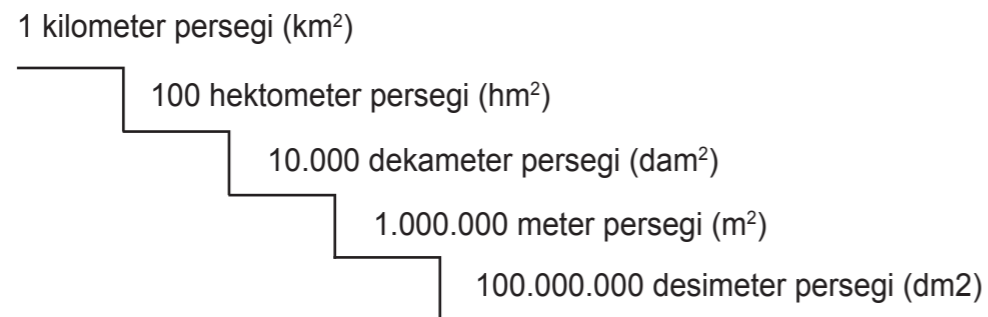 1 kilometer persegi (km²)
100 hektometer persegi (hm²)
10.000 dekameter persegi (dam²)
1.000.000 meter persegi (m²)
100.000.000 desimeter persegi (dm2)